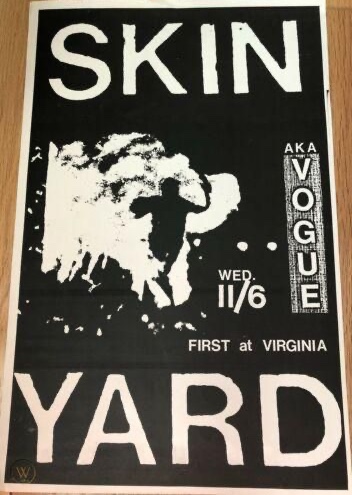 SKIN
AKA
VOGUE
WED.
11/6
FIRST at VIRGINIA
YARD
W